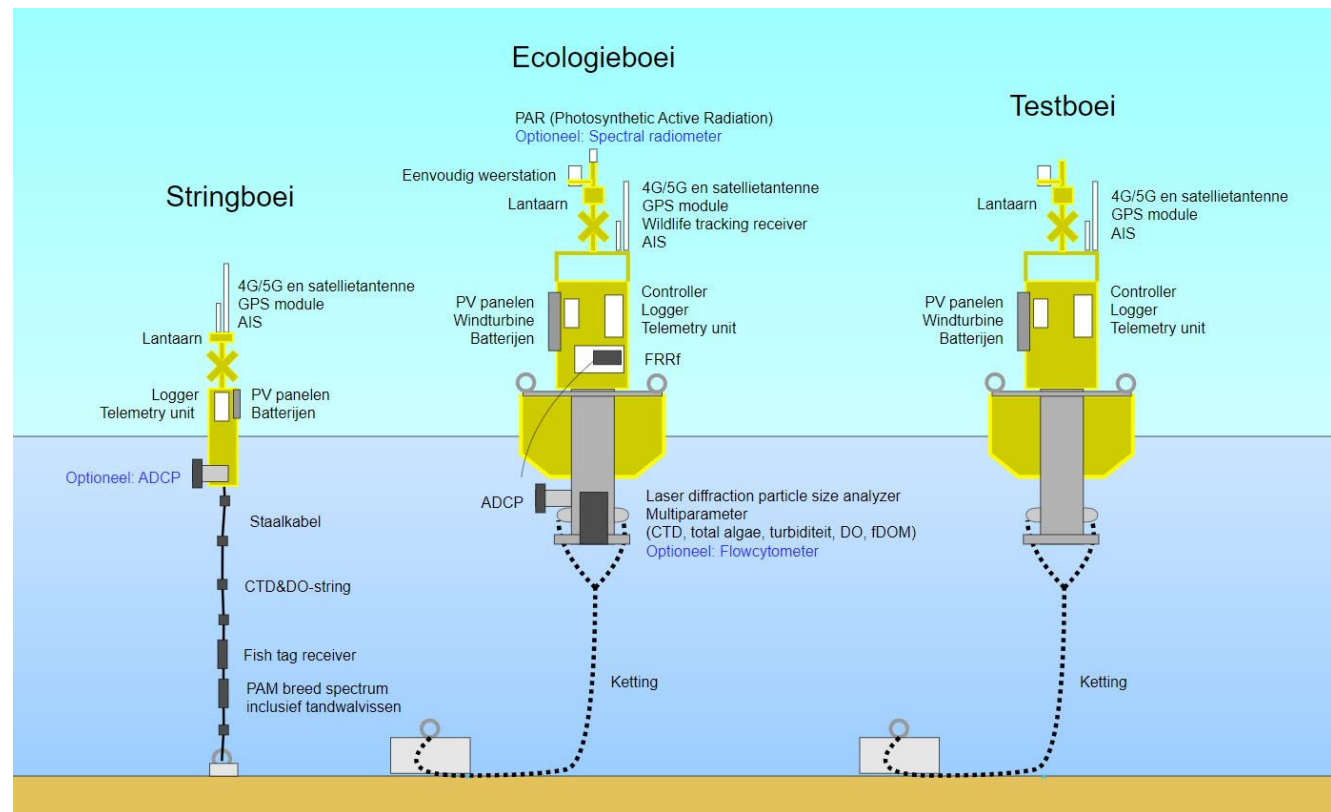 Stringboei
4G/5G en satellietantenne
GPS module
AIS
Lantaarn
Logger
Telemetry unit
PV panelen
Batterijen
Optioneel: ADCP
Staalkabel
CTD&DO-string
Fish tag receiver
PAM breed spectrum
inclusief tandwalvissen
Ecologieboei
PAR (Photosynthetic Active Radiation)
Optioneel: Spectral radiometer
Eenvoudig weerstation
Lantaarn
4G/5G en satellietantenne
GPS module
Wildlife tracking receiver
AIS
PV panelen
Windturbine
Batterijen
Controller
Logger
Telemetry unit
FRRf
ADCP
Laser diffraction particle size analyzer
Multiparameter
(CTD, total algae, turbiditeit, DO, fDOM)
Optioneel: Flowcytometer
Ketting
Testboei
Lantaarn
4G/5G en satellietantenne
GPS module
AIS
PV panelen
Windturbine
Batterijen
Controller
Logger
Telemetry unit
Ketting